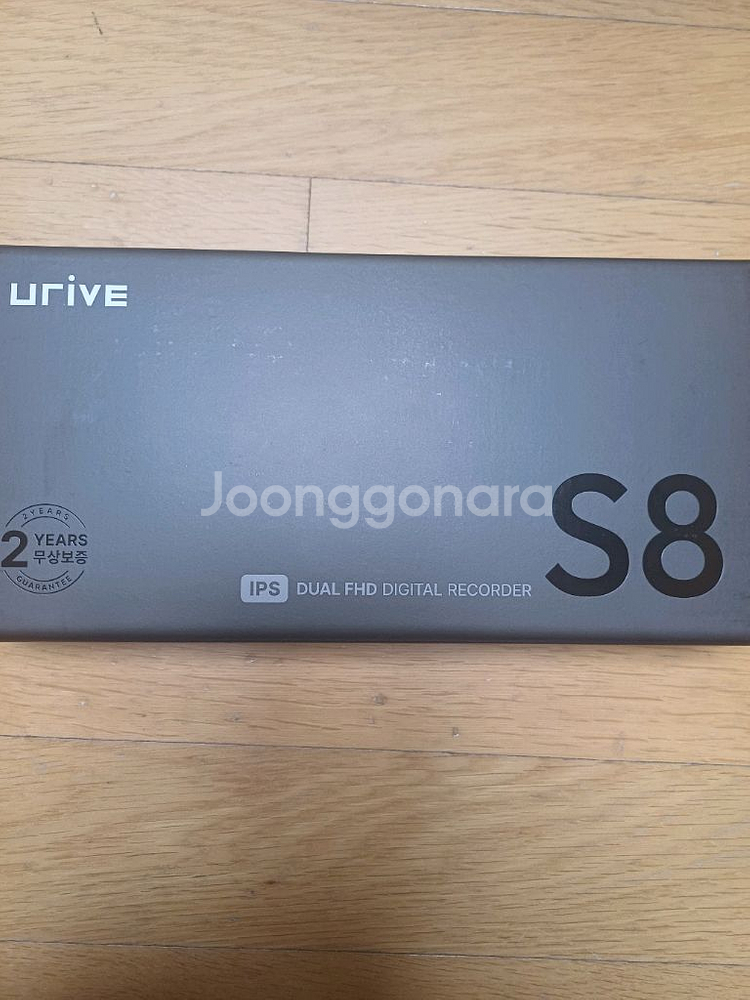 urive
Joonggonara
S8
2 YEARS
2 YEARS
무상보증
GUARANTEE
IPS DUAL FHD DIGITAL RECORDER